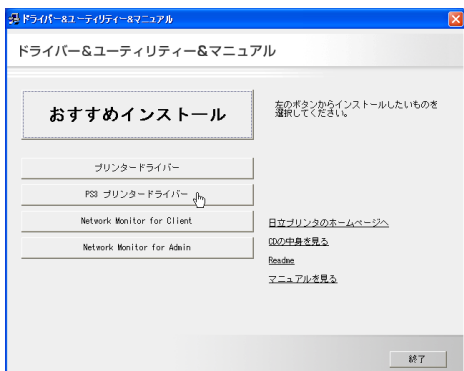 ドライバー&ユーティリティー&マニュアル
ドライバー&ユーティリティー&マニュアル
おすすめインストール
左のボタンからインストールしたいものを
選択してください。
プリンタードライバー
PS3 プリンタードライバー
Network Monitor for Client
Network Monitor for Admin
日立プリンタのホームページへ
CDの中身を見る
Readme
マニュアルを見る
終了